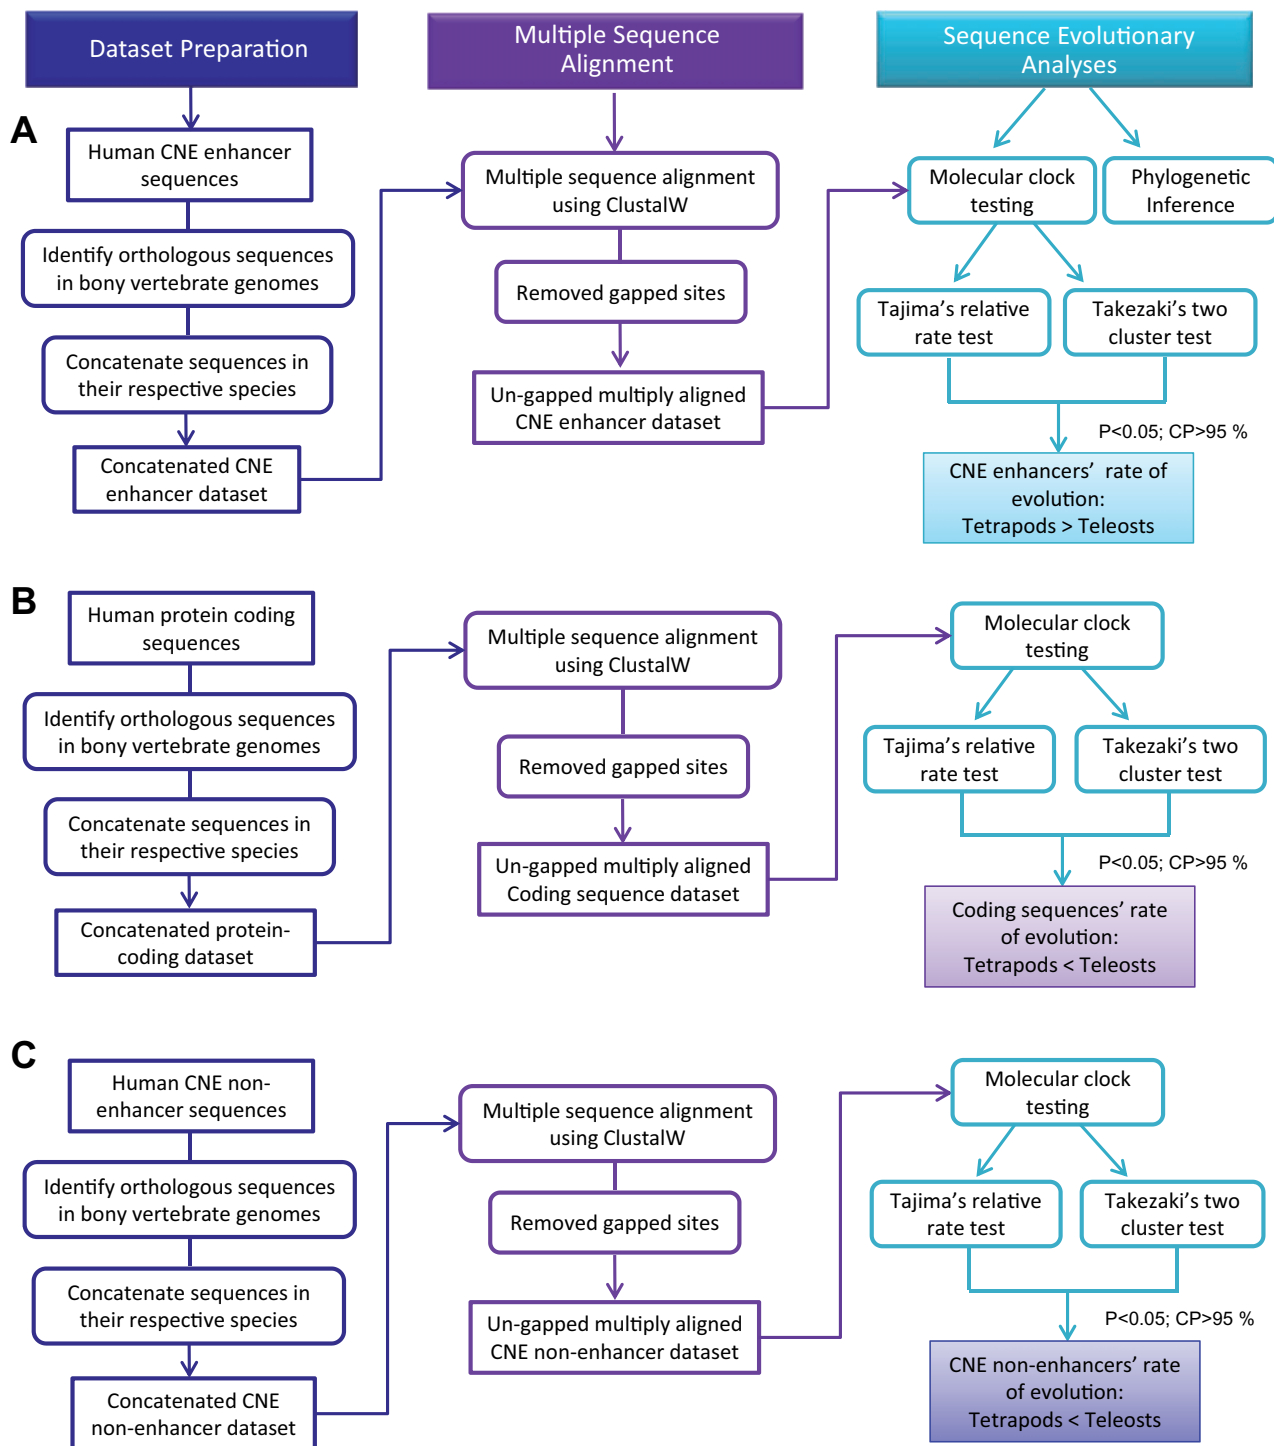 Dataset Preparation
Multiple Sequence
Alignment
Sequence Evolutionary
Analyses
A
Human CNE enhancer
sequences
Identify orthologous sequences
in bony vertebrate genomes
Concatenate sequences in
their respective species
Concatenated CNE
enhancer dataset
Multiple sequence alignment
using ClustalW
Removed gapped sites
Un-gapped multiply aligned
CNE enhancer dataset
Molecular clock
testing
Phylogenetic
Inference
Tajima's relative
rate test
Takezaki's two
cluster test
P<0.05; CP>95 %
CNE enhancers' rate of
evolution:
Tetrapods > Teleosts
B
Human protein coding
sequences
Identify orthologous sequences
in bony vertebrate genomes
Concatenate sequences in
their respective species
Concatenated protein-
coding dataset
Multiple sequence alignment
using ClustalW
Removed gapped sites
Un-gapped multiply aligned
Coding sequence dataset
Molecular clock
testing
Tajima's relative
rate test
Takezaki's two
cluster test
P<0.05; CP>95 %
Coding sequences' rate
of evolution:
Tetrapods < Teleosts
C
Human CNE non-
enhancer sequences
Identify orthologous sequences
in bony vertebrate genomes
Concatenate sequences in
their respective species
Concatenated CNE
non-enhancer dataset
Multiple sequence alignment
using ClustalW
Removed gapped sites
Un-gapped multiply aligned
CNE non-enhancer dataset
Molecular clock
testing
Tajima's relative
rate test
Takezaki's two
cluster test
P<0.05; CP>95 %
CNE non-enhancers' rate
of evolution:
Tetrapods < Teleosts